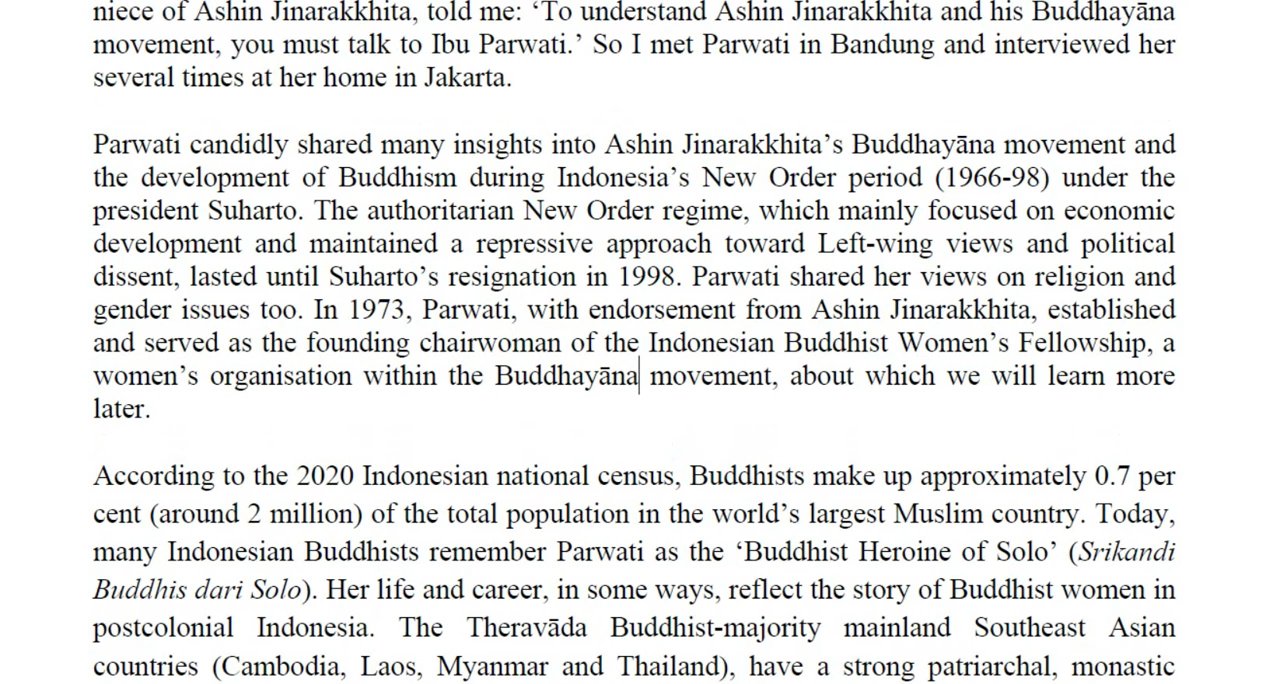 niece of Ashin Jinarakkhita, told me: ‘To understand Ashin Jinarakkhita and his Buddhayāna
movement, you must talk to Ibu Parwati.’ So I met Parwati in Bandung and interviewed her
several times at her home in Jakarta.
Parwati candidly shared many insights into Ashin Jinarakkhita’s Buddhayāna movement and
the development of Buddhism during Indonesia’s New Order period (1966-98) under the
president Suharto. The authoritarian New Order regime, which mainly focused on economic
development and maintained a repressive approach toward Left-wing views and political
dissent, lasted until Suharto’s resignation in 1998. Parwati shared her views on religion and
gender issues too. In 1973, Parwati, with endorsement from Ashin Jinarakkhita, established
and served as the founding chairwoman of the Indonesian Buddhist Women’s Fellowship, a
women’s organisation within the Buddhayāna movement, about which we will learn more
later.
According to the 2020 Indonesian national census, Buddhists make up approximately 0.7 per
cent (around 2 million) of the total population in the world’s largest Muslim country. Today,
many Indonesian Buddhists remember Parwati as the ‘Buddhist Heroine of Solo’ (Srikandi
Buddhis dari Solo). Her life and career, in some ways, reflect the story of Buddhist women in
postcolonial Indonesia. The Theravāda Buddhist-majority mainland Southeast Asian
countries (Cambodia, Laos, Myanmar and Thailand), have a strong patriarchal, monastic